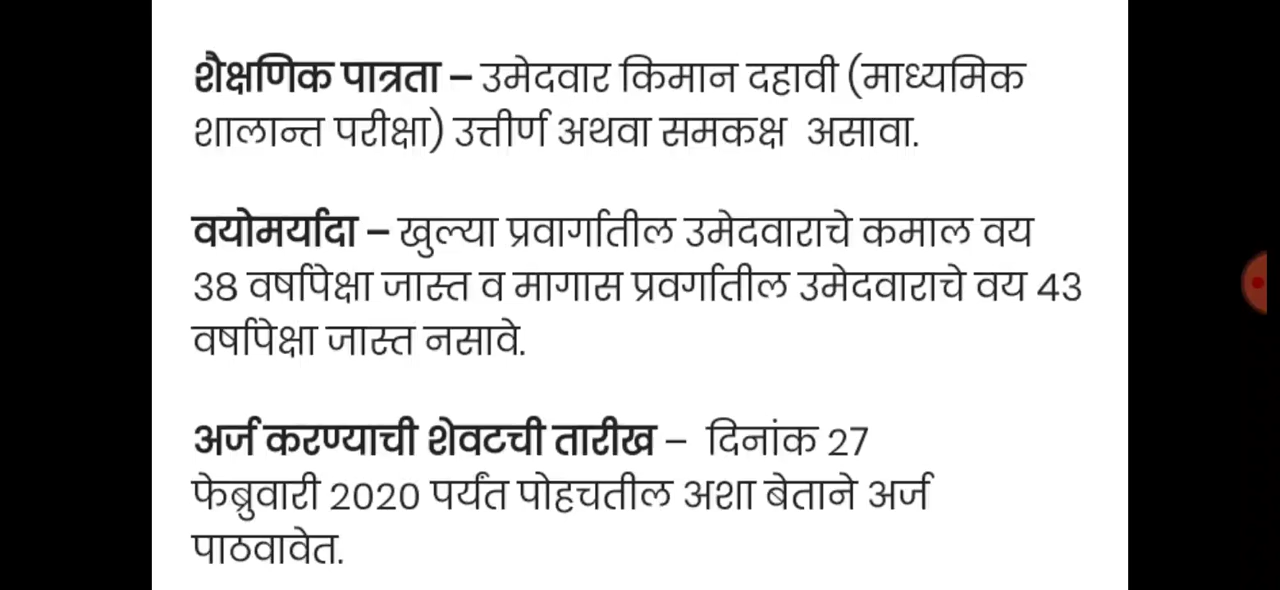 शैक्षणिक पात्रता – उमेदवार किमान दहावी (माध्यमिक
शालान्त परीक्षा) उत्तीर्ण अथवा समकक्ष असावा.
वयोमर्यादा – खुल्या प्रवार्गातील उमेदवाराचे कमाल वय
38 वर्षापेक्षा जास्त व मागास प्रवर्गातील उमेदवाराचे वय 43
वर्षापेक्षा जास्त नसावे.
अर्ज करण्याची शेवटची तारीख – दिनांक 27
फेब्रुवारी 2020 पर्यंत पोहचतील अशा बेताने अर्ज
पाठवावेत.